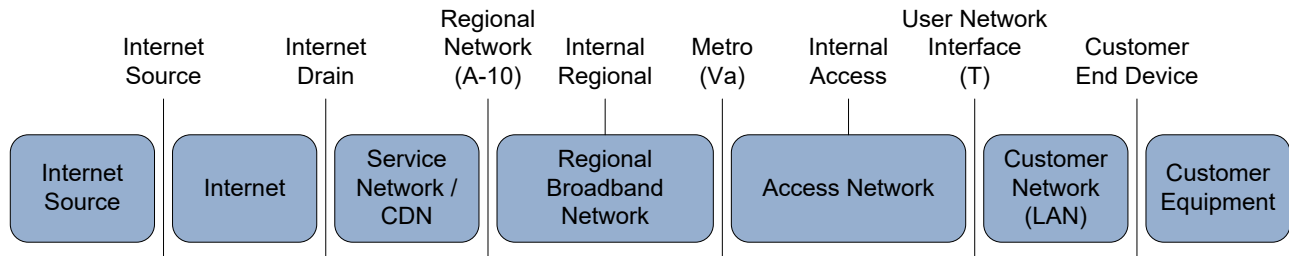 Internet
Source
Internet
Drain
Regional
Network
(A-10)
Internal
Regional
Metro
(Va)
Internal
Access
User Network
Interface
(T)
Customer
End Device
Internet
Source
Internet
Service
Network /
CDN
Regional
Broadband
Network
Access Network
Customer
Network
(LAN)
Customer
Equipment